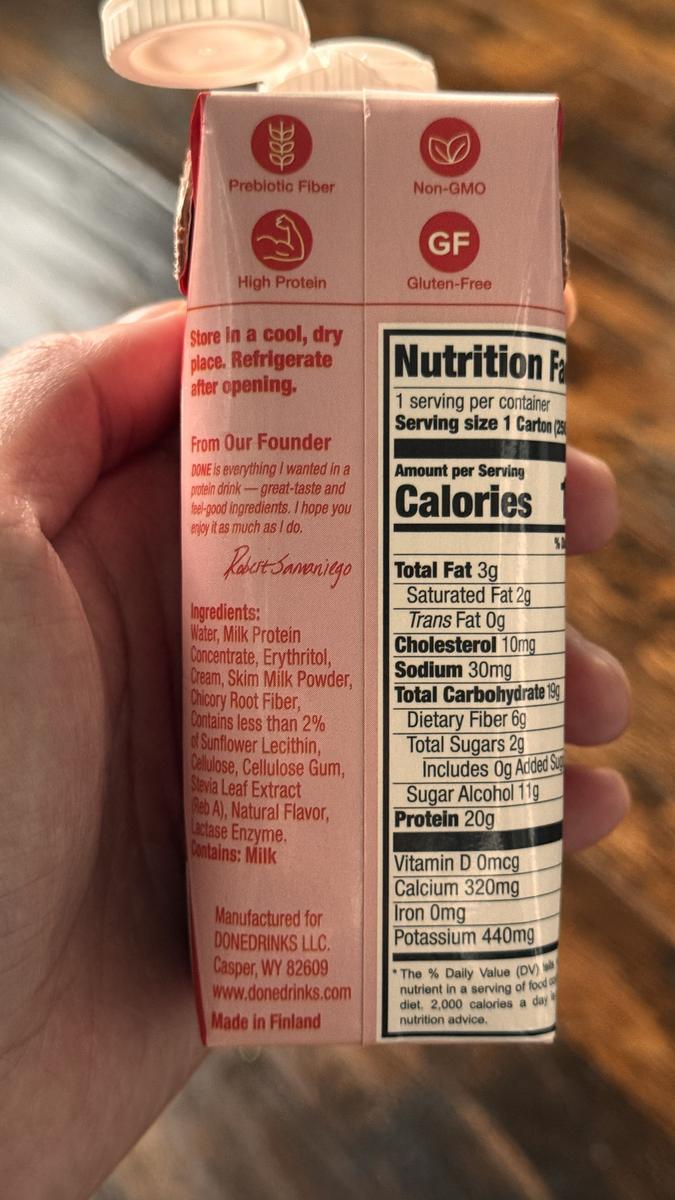 Prebiotic Fiber
Non-GMO
High Protein
GF
Gluten-Free
Store in a cool, dry
place. Refrigerate
after opening.
From Our Founder
DONE is everything I wanted in a
protein drink — great-taste and
feel-good ingredients. I hope you
enjoy it as much as I do.
Robert Samaniego
Ingredients:
Water, Milk Protein
Concentrate, Erythritol,
Cream, Skim Milk Powder,
Chicory Root Fiber,
Contains less than 2%
of Sunflower Lecithin,
Cellulose, Cellulose Gum,
Stevia Leaf Extract
(Reb A), Natural Flavor,
Lactase Enzyme.
Contains: Milk
Manufactured for
DONEDRINKS LLC.
Casper, WY 82609
www.donedrinks.com
Made in Finland
Nutrition Fa
1 serving per container
Serving size 1 Carton (25
Amount per Serving
Calories
% D
Total Fat 3g
Saturated Fat 2g
Trans Fat 0g
Cholesterol 10mg
Sodium 30mg
Total Carbohydrate 19g
Dietary Fiber 6g
Total Sugars 2g
Includes 0g Added Sug
Sugar Alcohol 11g
Protein 20g
Vitamin D 0mcg
Calcium 320mg
Iron 0mg
Potassium 440mg
* The % Daily Value (DV) tells
nutrient in a serving of food
diet. 2,000 calories a day
nutrition advice.